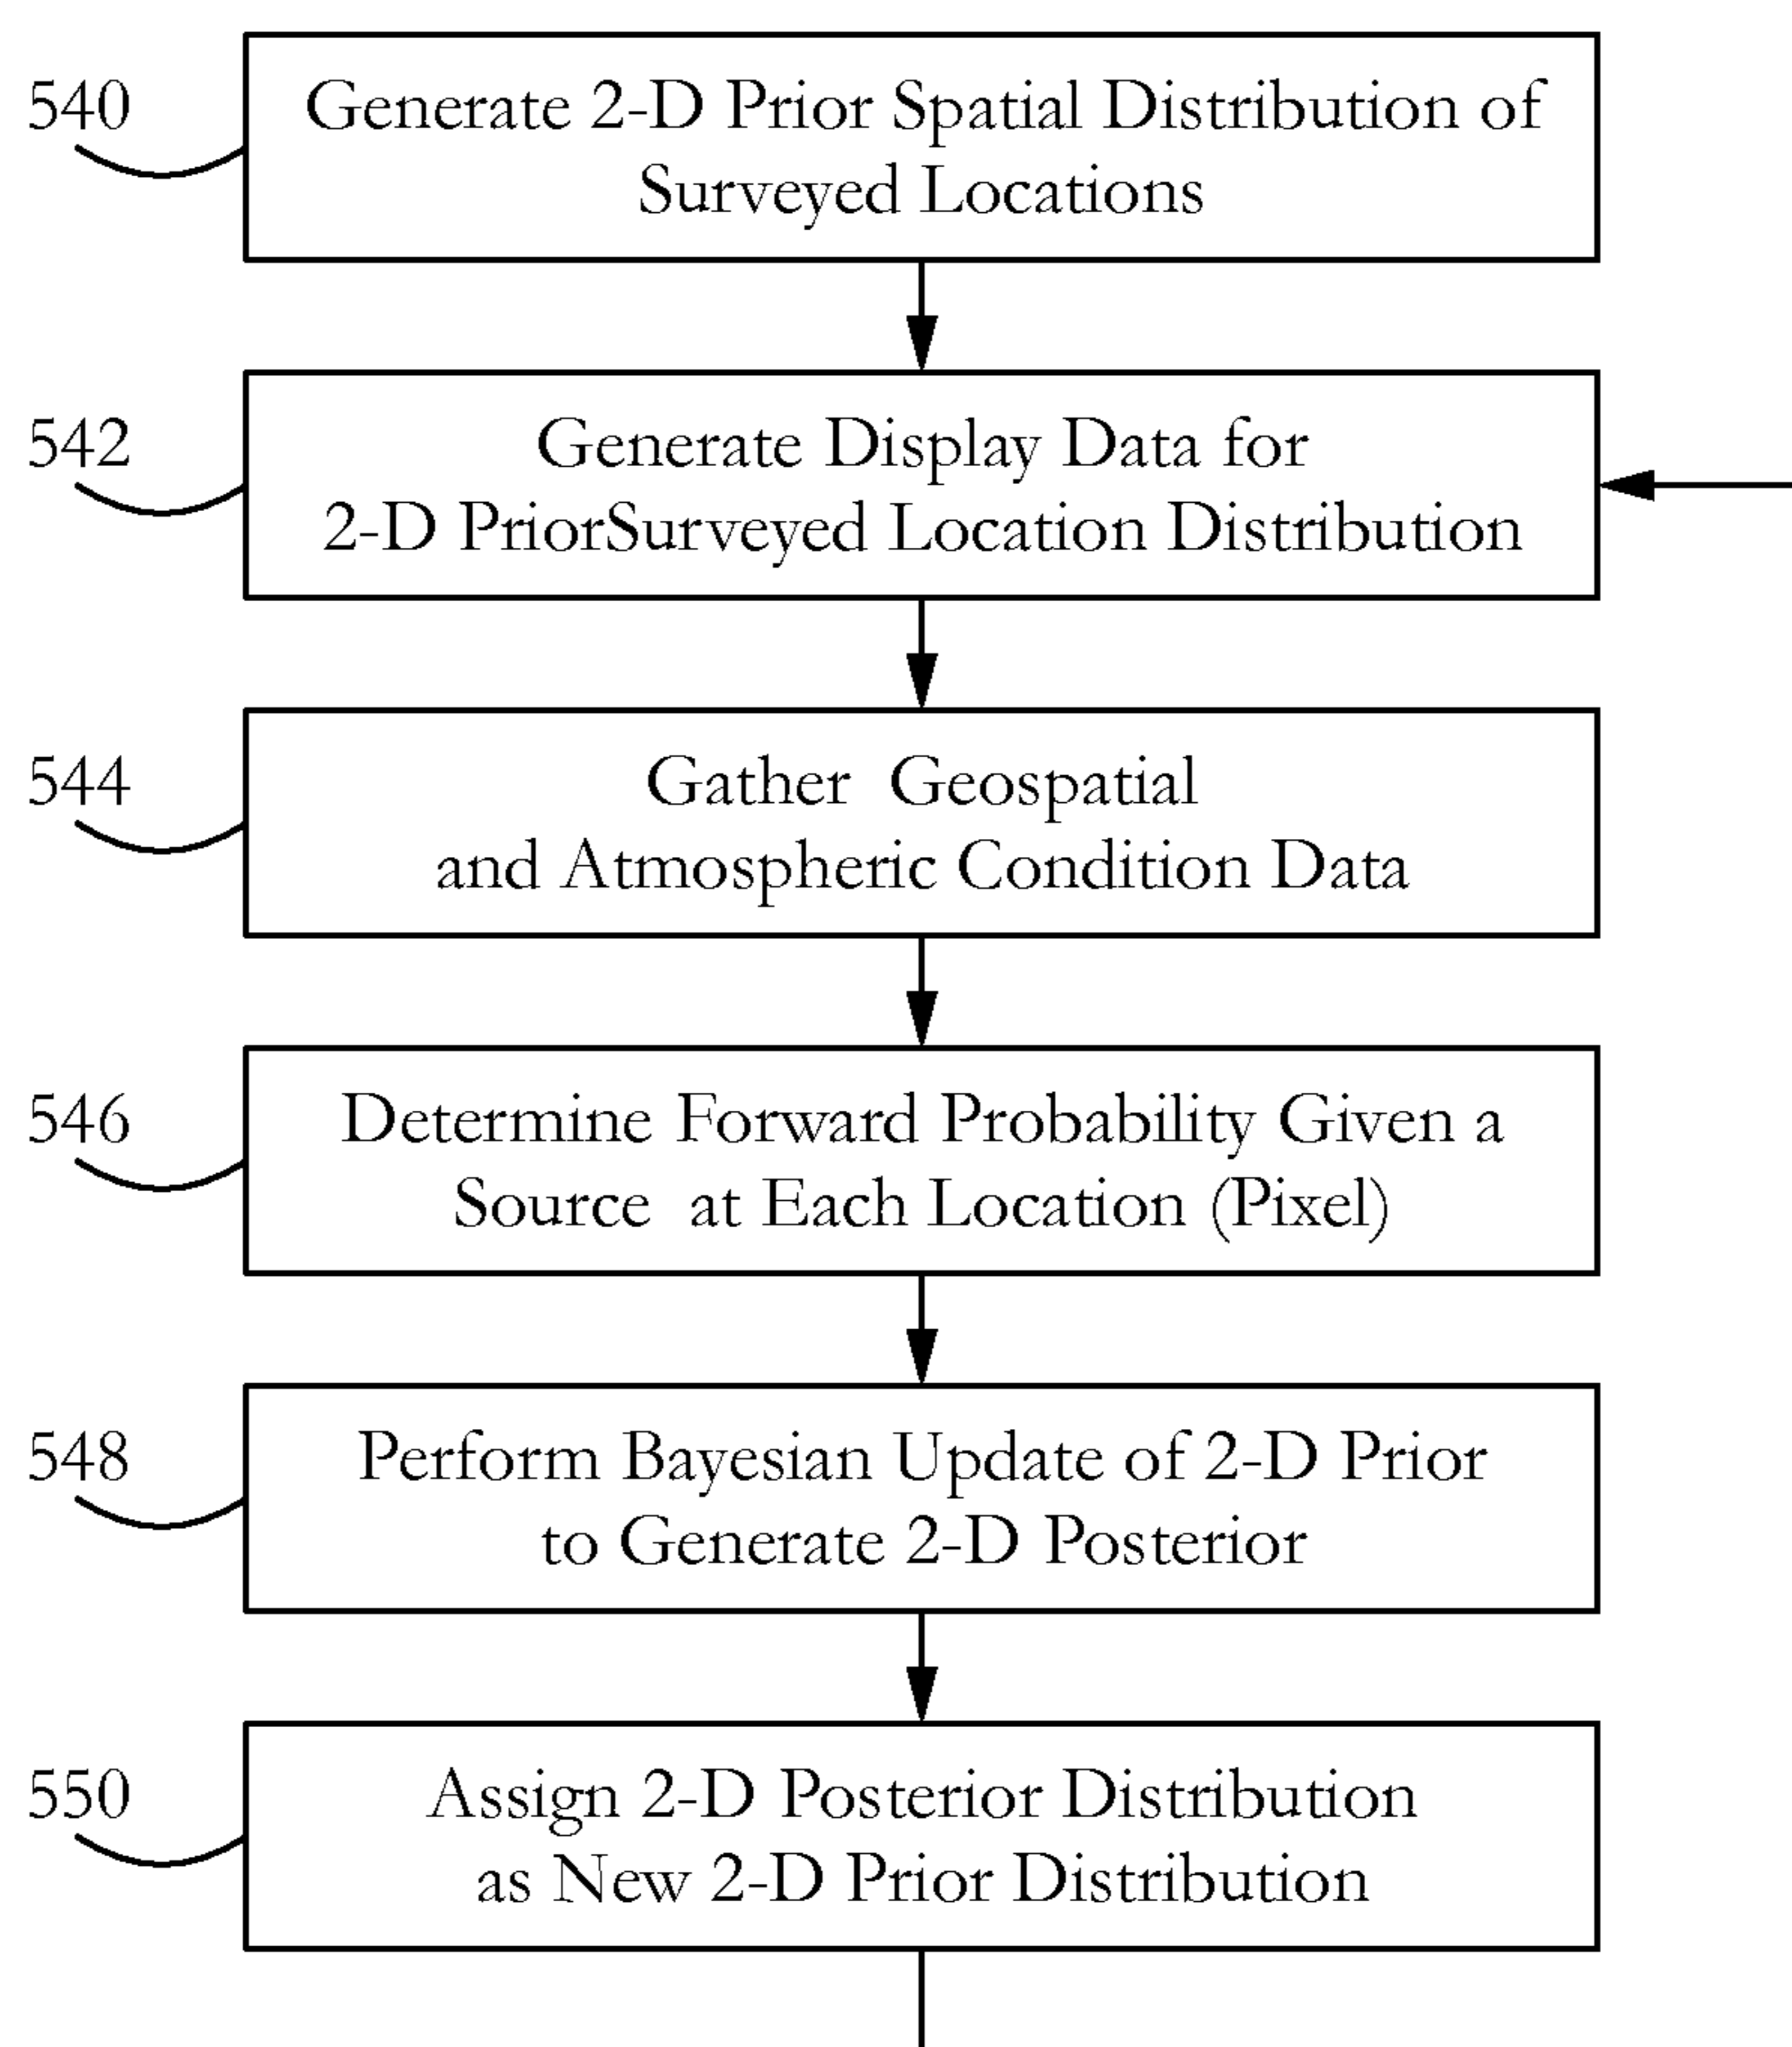 540
Generate 2-D Prior Spatial Distribution of
Surveyed Locations
542
Generate Display Data for
2-D PriorSurveyed Location Distribution
544
Gather  Geospatial
and Atmospheric Condition Data
546
Determine Forward Probability Given a
Source  at Each Location (Pixel)
548
Perform Bayesian Update of 2-D Prior
to Generate 2-D Posterior
550
Assign 2-D Posterior Distribution
as New 2-D Prior Distribution